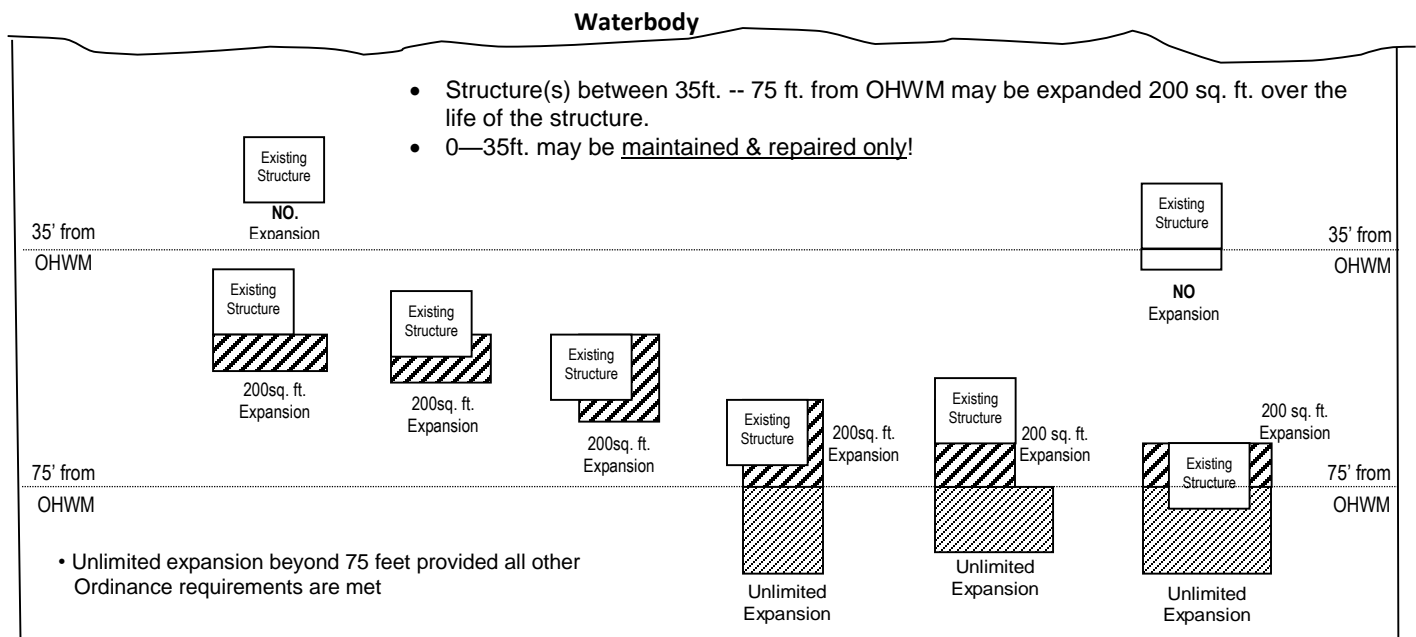 Waterbody
• Structure(s) between 35ft. -- 75 ft. from OHWM may be expanded 200 sq. ft. over the
life of the structure.
• 0—35ft. may be maintained & repaired only!
Existing
Structure
NO.
Expansion
Existing
Structure
NO
Expansion
35’ from
OHWM
35’ from
OHWM
Existing
Structure
200sq. ft.
Expansion
Existing
Structure
200sq. ft.
Expansion
Existing
Structure
200sq. ft.
Expansion
Existing
Structure
200sq. ft.
Expansion
Unlimited
Expansion
Existing
Structure
200 sq. ft.
Expansion
Unlimited
Expansion
200 sq. ft.
Expansion
Existing
Structure
Unlimited
Expansion
75’ from
OHWM
75’ from
OHWM
• Unlimited expansion beyond 75 feet provided all other
Ordinance requirements are met